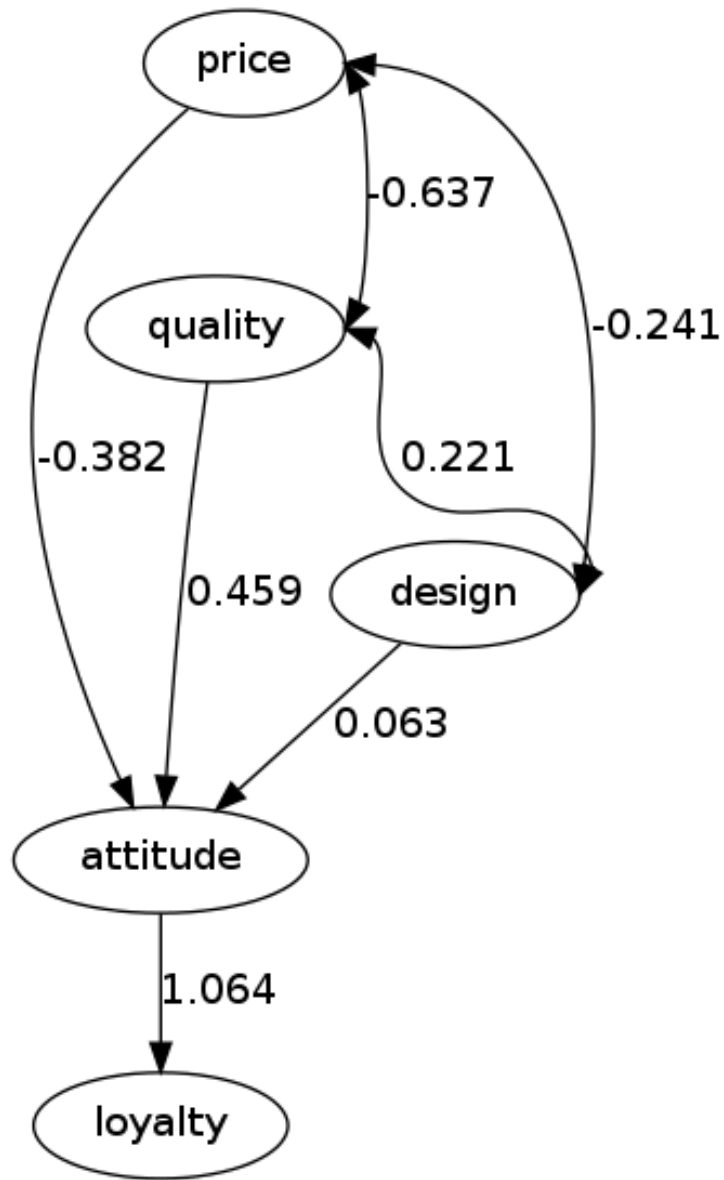 price
-0.637
quality
-0.241
-0.382
0.221
0.459
design
0.063
attitude
1.064
loyalty